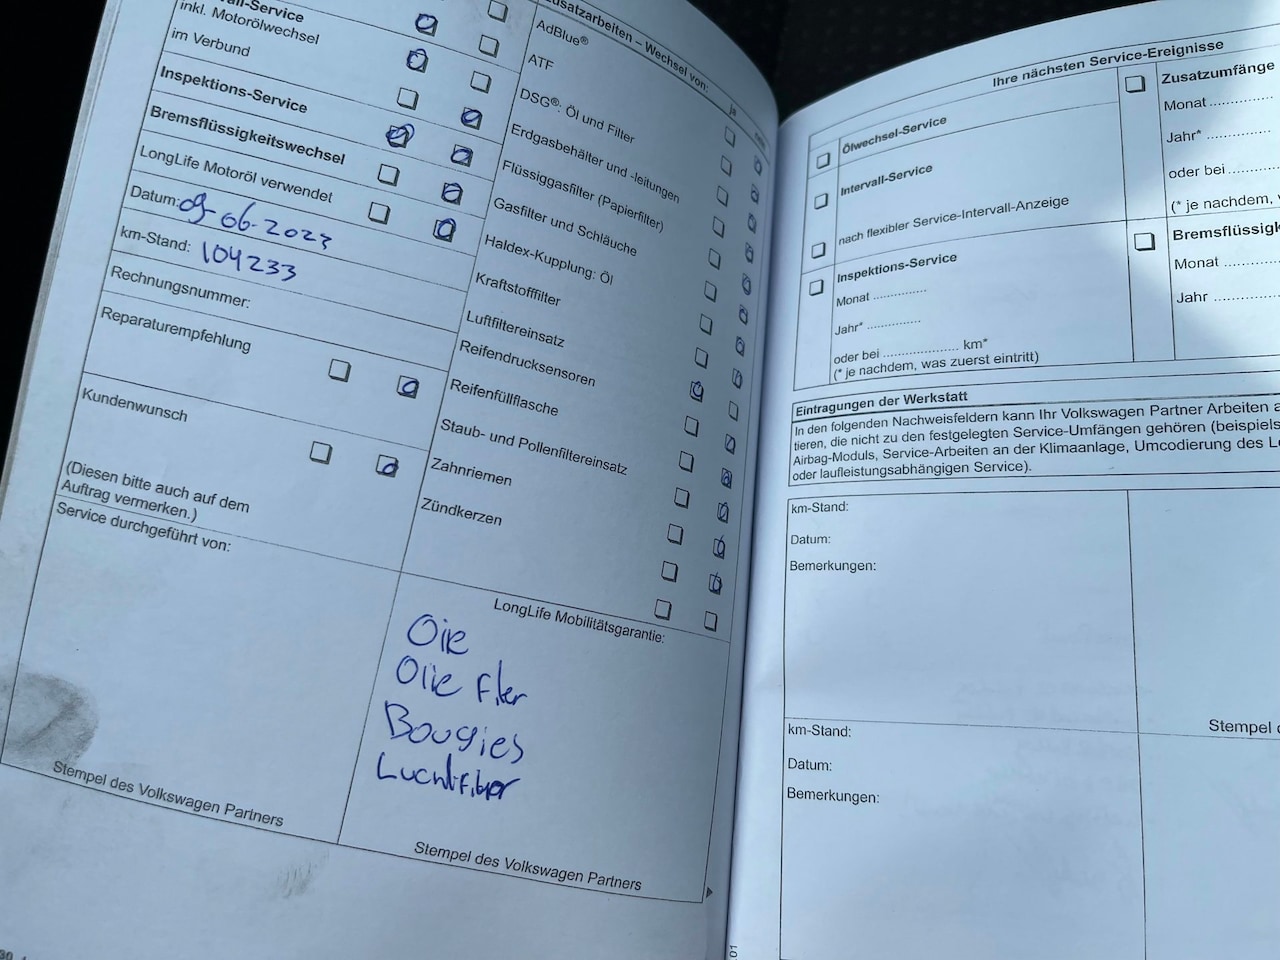 all-Service
inkl. Motorölwechsel
im Verbund
Inspektions-Service
Bremsflüssigkeitswechsel
LongLife Motoröl verwendet
Datum: 09-06-2023
km-Stand: 104233
Rechnungsnummer:
Reparaturempfehlung
Kundenwunsch
(Diesen bitte auch auf dem
Auftrag vermerken.)
Service durchgeführt von:
Stempel des Volkswagen Partners
Zusatzarbeiten – Wechsel von: ja nein
AdBlue®
ATF
DSG®: Öl und Filter
Erdgasbehälter und -leitungen
Flüssiggasfilter (Papierfilter)
Gasfilter und Schläuche
Haldex-Kupplung: Öl
Kraftstofffilter
Luftfiltereinsatz
Reifendrucksensoren
Reifenfüllflasche
Staub- und Pollenfiltereinsatz
Zahnriemen
Zündkerzen
LongLife Mobilitätsgarantie:
Olie
Olie filter
Bougies
Luchtfilter
Stempel des Volkswagen Partners
Ihre nächsten Service-Ereignisse
Ölwechsel-Service
Intervall-Service
nach flexibler Service-Intervall-Anzeige
Inspektions-Service
Monat ...............
Jahr* ...............
oder bei .................... km*
(* je nachdem, was zuerst eintritt)
Zusatzumfänge
Monat ...............
Jahr* ...............
oder bei ...............
(* je nachdem,
Bremsflüssigk
Monat ...............
Jahr ...............
Eintragungen der Werkstatt
In den folgenden Nachweisfeldern kann Ihr Volkswagen Partner Arbeiten
tieren, die nicht zu den festgelegten Service-Umfängen gehören (beispiels
Airbag-Moduls, Service-Arbeiten an der Klimaanlage, Umcodierung des
oder laufleistungsabhängigen Service).
km-Stand:
Datum:
Bemerkungen:
Stempel
km-Stand:
Datum:
Bemerkungen: